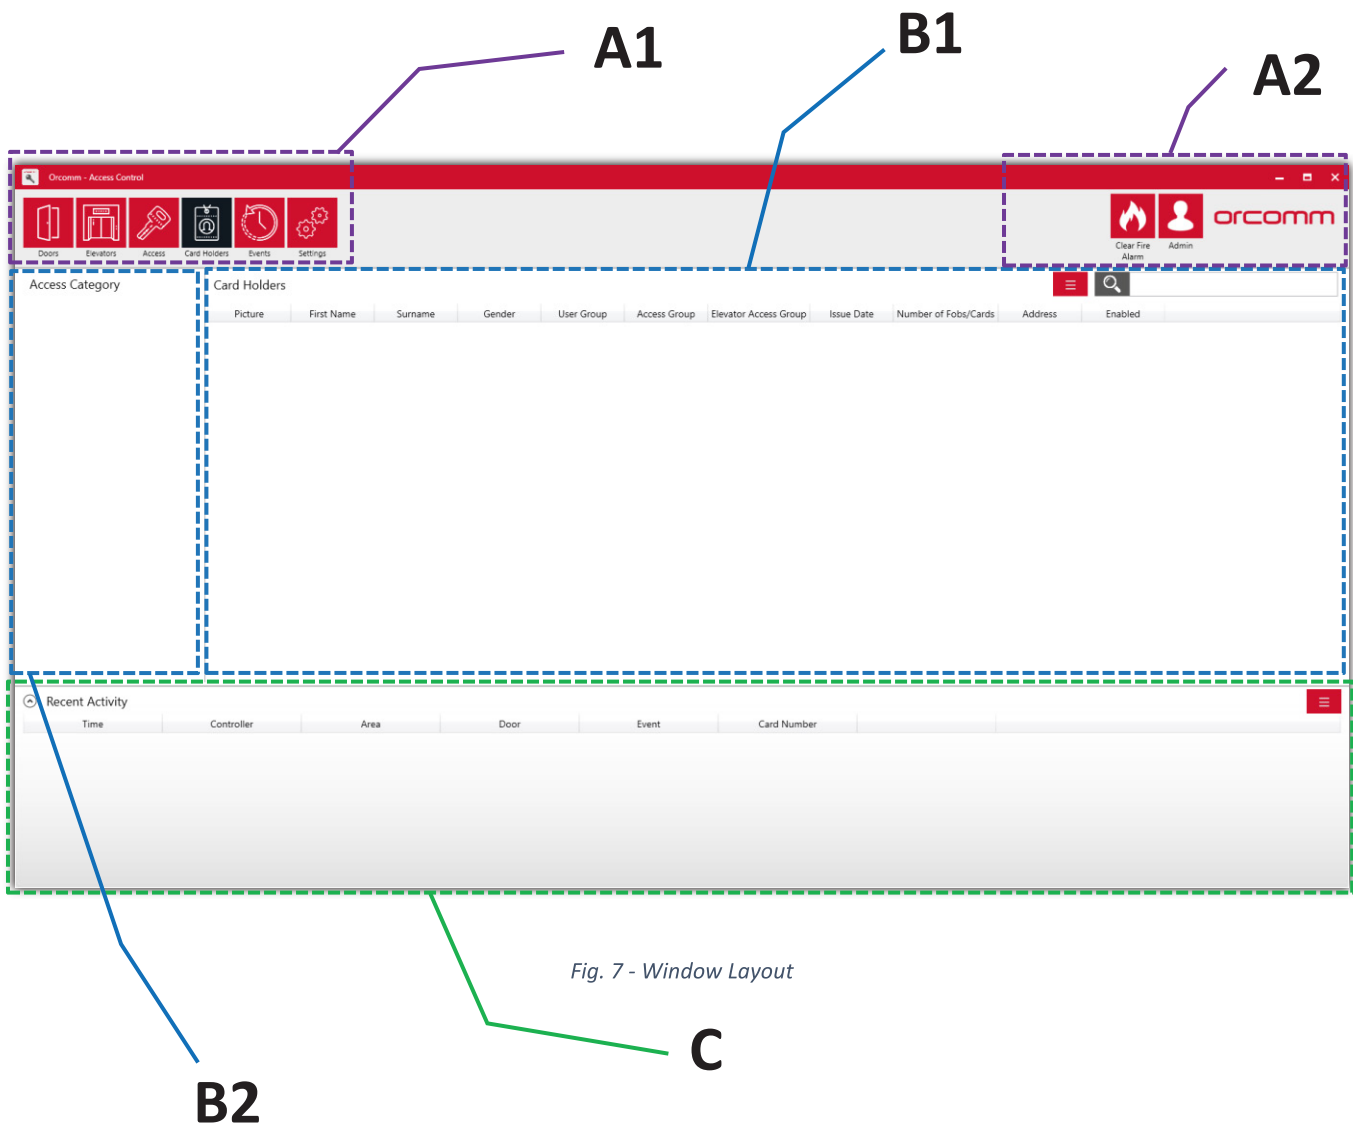 A1
B1
A2
Orcomm - Access Control
Doors
Elevators
Access
Card Holders
Events
Settings
Clear Fire
Alarm
Admin
orcomm
Access Category
Card Holders
Picture First Name Surname Gender User Group Access Group Elevator Access Group Issue Date Number of Fobs/Cards Address Enabled
Recent Activity
Time Controller Area Door Event Card Number
Fig. 7 - Window Layout
C
B2